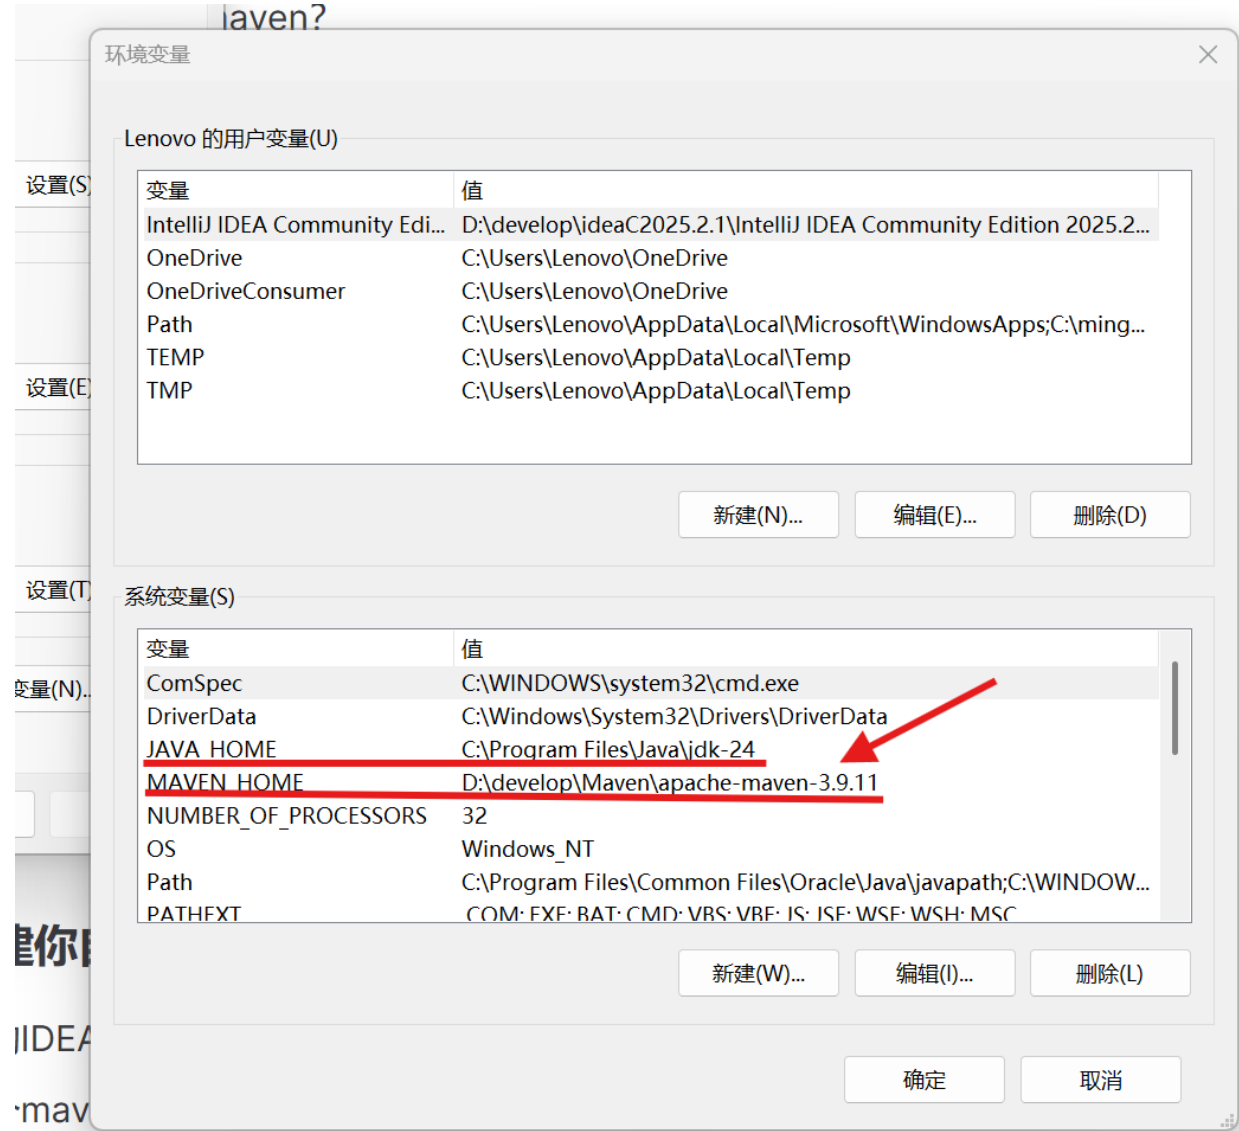 aven?
环境变量
Lenovo 的用户变量(U)
变量 值
设置(S)
IntelliJ IDEA Community Edi... D:\develop\ideaC2025.2.1\IntelliJ IDEA Community Edition 2025.2...
OneDrive C:\Users\Lenovo\OneDrive
OneDriveConsumer C:\Users\Lenovo\OneDrive
Path C:\Users\Lenovo\AppData\Local\Microsoft\WindowsApps;C:\ming...
TEMP C:\Users\Lenovo\AppData\Local\Temp
设置(E)
TMP C:\Users\Lenovo\AppData\Local\Temp
新建(N)... 编辑(E)... 删除(D)
设置(T)
系统变量(S)
变量 值
变量(N)..
ComSpec C:\WINDOWS\system32\cmd.exe
DriverData C:\Windows\System32\Drivers\DriverData
JAVA_HOME C:\Program Files\Java\jdk-24
MAVEN_HOME D:\develop\Maven\apache-maven-3.9.11
NUMBER_OF_PROCESSORS 32
OS Windows_NT
Path C:\Program Files\Common Files\Oracle\Java\javapath;C:\WINDOW...
PATHEXT .COM;.EXE;.BAT;.CMD;.VBS;.VBE;.JS;.JSE;.WSF;.WSH;.MSC
建你
新建(W)... 编辑(I)... 删除(L)
IDEA
mav
确定 取消